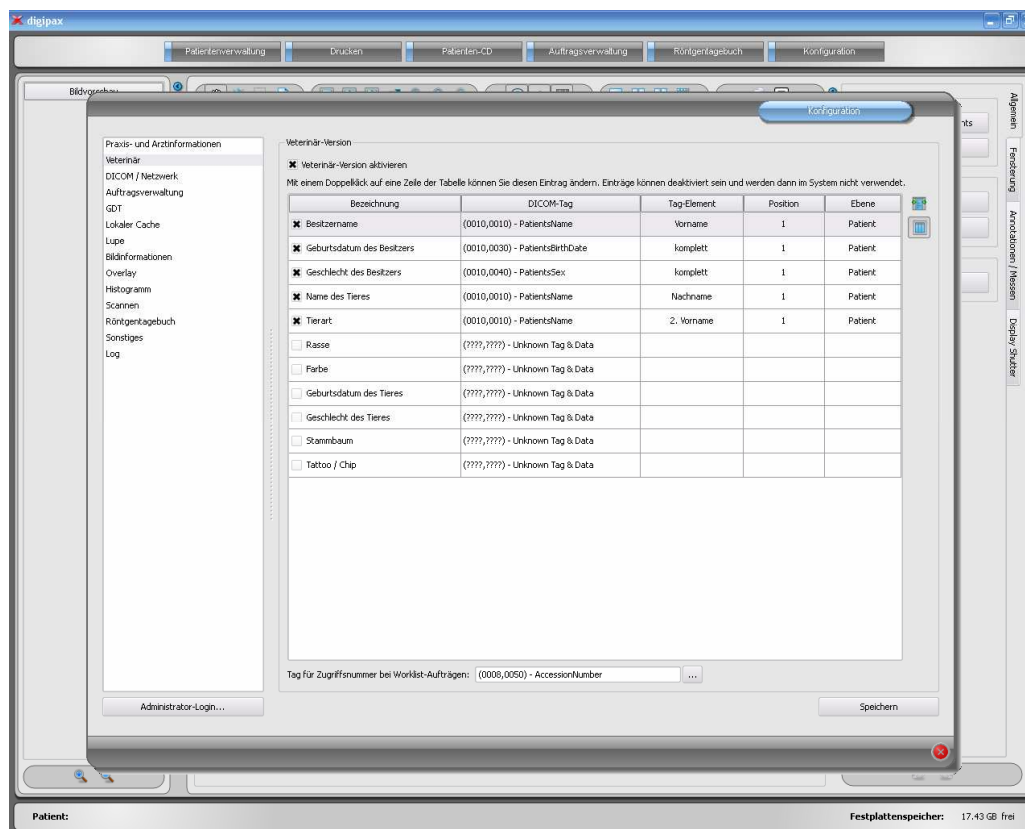 digipax
Patientenverwaltung Drucken Patienten-CD Auftragsverwaltung Röntgentagebuch Konfiguration
Konfiguration
Praxis- und Arztinformationen
Veterinär
DICOM / Netzwerk
Auftragsverwaltung
GDT
Lokaler Cache
Lupe
Bildinformationen
Overlay
Histogramm
Scannen
Röntgentagebuch
Sonstiges
Log
Administrator-Login...
Veterinär-Version
Veterinär-Version aktivieren
Mit einem Doppelklick auf eine Zeile der Tabelle können Sie diesen Eintrag ändern. Einträge können deaktiviert sein und werden dann im System nicht verwendet.
Bezeichnung DICOM-Tag Tag-Element Position Ebene
Besitzername (0010,0010) - PatientsName Vorname 1 Patient
Geburtsdatum des Besitzers (0010,0030) - PatientsBirthDate komplett 1 Patient
Geschlecht des Besitzers (0010,0040) - PatientsSex komplett 1 Patient
Name des Tieres (0010,0010) - PatientsName Nachname 1 Patient
Tierart (0010,0010) - PatientsName 2. Vorname 1 Patient
Rasse (????,????) - Unknown Tag & Data
Farbe (????,????) - Unknown Tag & Data
Geburtsdatum des Tieres (????,????) - Unknown Tag & Data
Geschlecht des Tieres (????,????) - Unknown Tag & Data
Stammbaum (????,????) - Unknown Tag & Data
Tattoo / Chip (????,????) - Unknown Tag & Data
Tag für Zugriffsnummer bei Worklist-Aufträgen: (0008,0050) - AccessionNumber ...
Speichern
Allgemein
Fensterung
Annotationen / Messen
Display Shutter
Patient: Festplattenspeicher: 17.43 GB frei